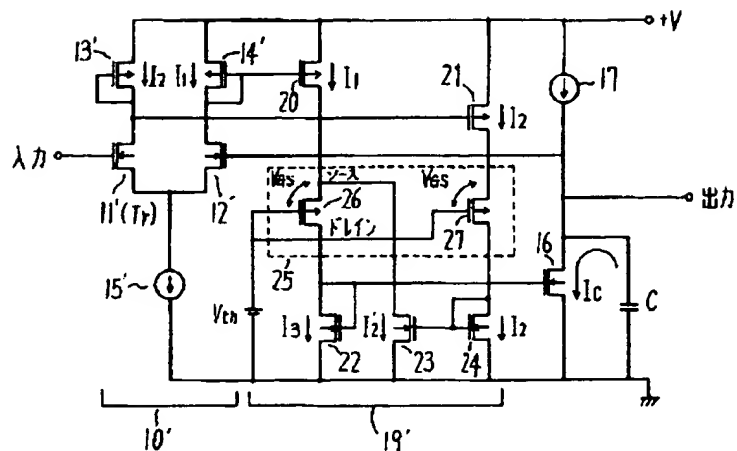 13'
14'
+V
I2
I1
20
I1
21
I2
17
入力
11'(Tr)
12'
VGS
ソース
26
ドレイン
VGS
27
出力
25'
16
Ic
C
15'
Vth
I3
22
I2'
23
24'
I2
10'
19'